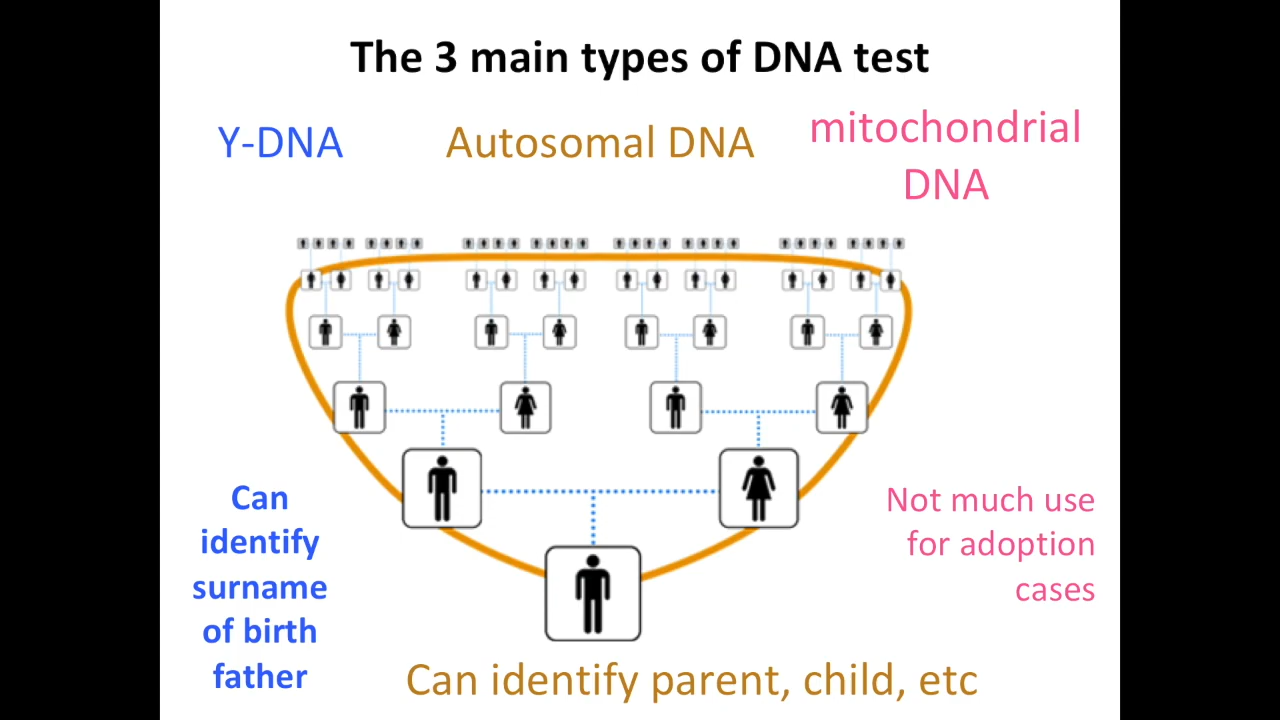 The 3 main types of DNA test
Y-DNA
Autosomal DNA
mitochondrial
DNA
Can
identify
surname
of birth
father
Not much use
for adoption
cases
Can identify parent, child, etc